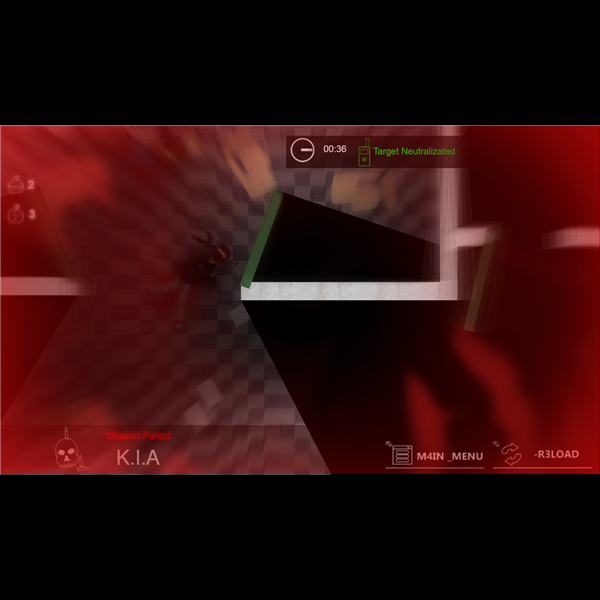 00:36
Target Neutralizated
2
3
Mission Failed
K.I.A
M4IN _MENU
-R3LOAD